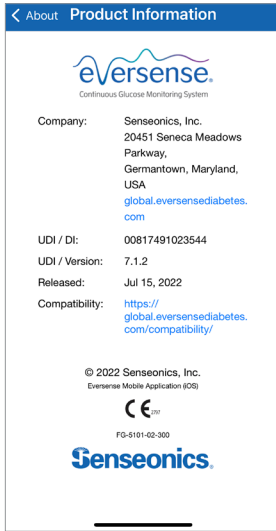 About Product Information
eversense.
Continuous Glucose Monitoring System
Company: Senseonics, Inc.
20451 Seneca Meadows
Parkway,
Germantown, Maryland,
USA
global.eversensediabetes.
com
UDI / DI: 00817491023544
UDI / Version: 7.1.2
Released: Jul 15, 2022
Compatibility: https://
global.eversensediabetes.
com/compatibility/
© 2022 Senseonics, Inc.
Eversense Mobile Application (iOS)
CE 2797
FG-5101-02-300
Senseonics.